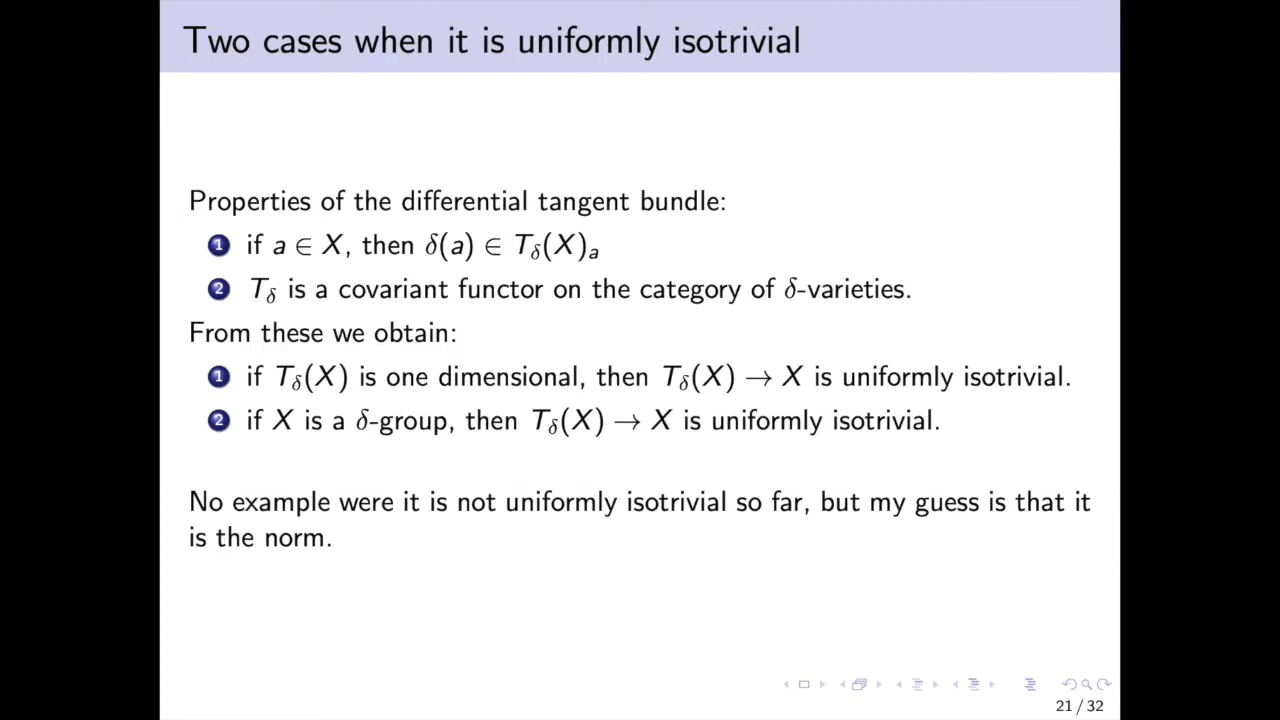 Two cases when it is uniformly isotrivial
Properties of the differential tangent bundle:
1 if a ∈ X, then δ(a) ∈ T_δ(X)_a
2 T_δ is a covariant functor on the category of δ-varieties.
From these we obtain:
1 if T_δ(X) is one dimensional, then T_δ(X) → X is uniformly isotrivial.
2 if X is a δ-group, then T_δ(X) → X is uniformly isotrivial.
No example were it is not uniformly isotrivial so far, but my guess is that it
is the norm.
21 / 32